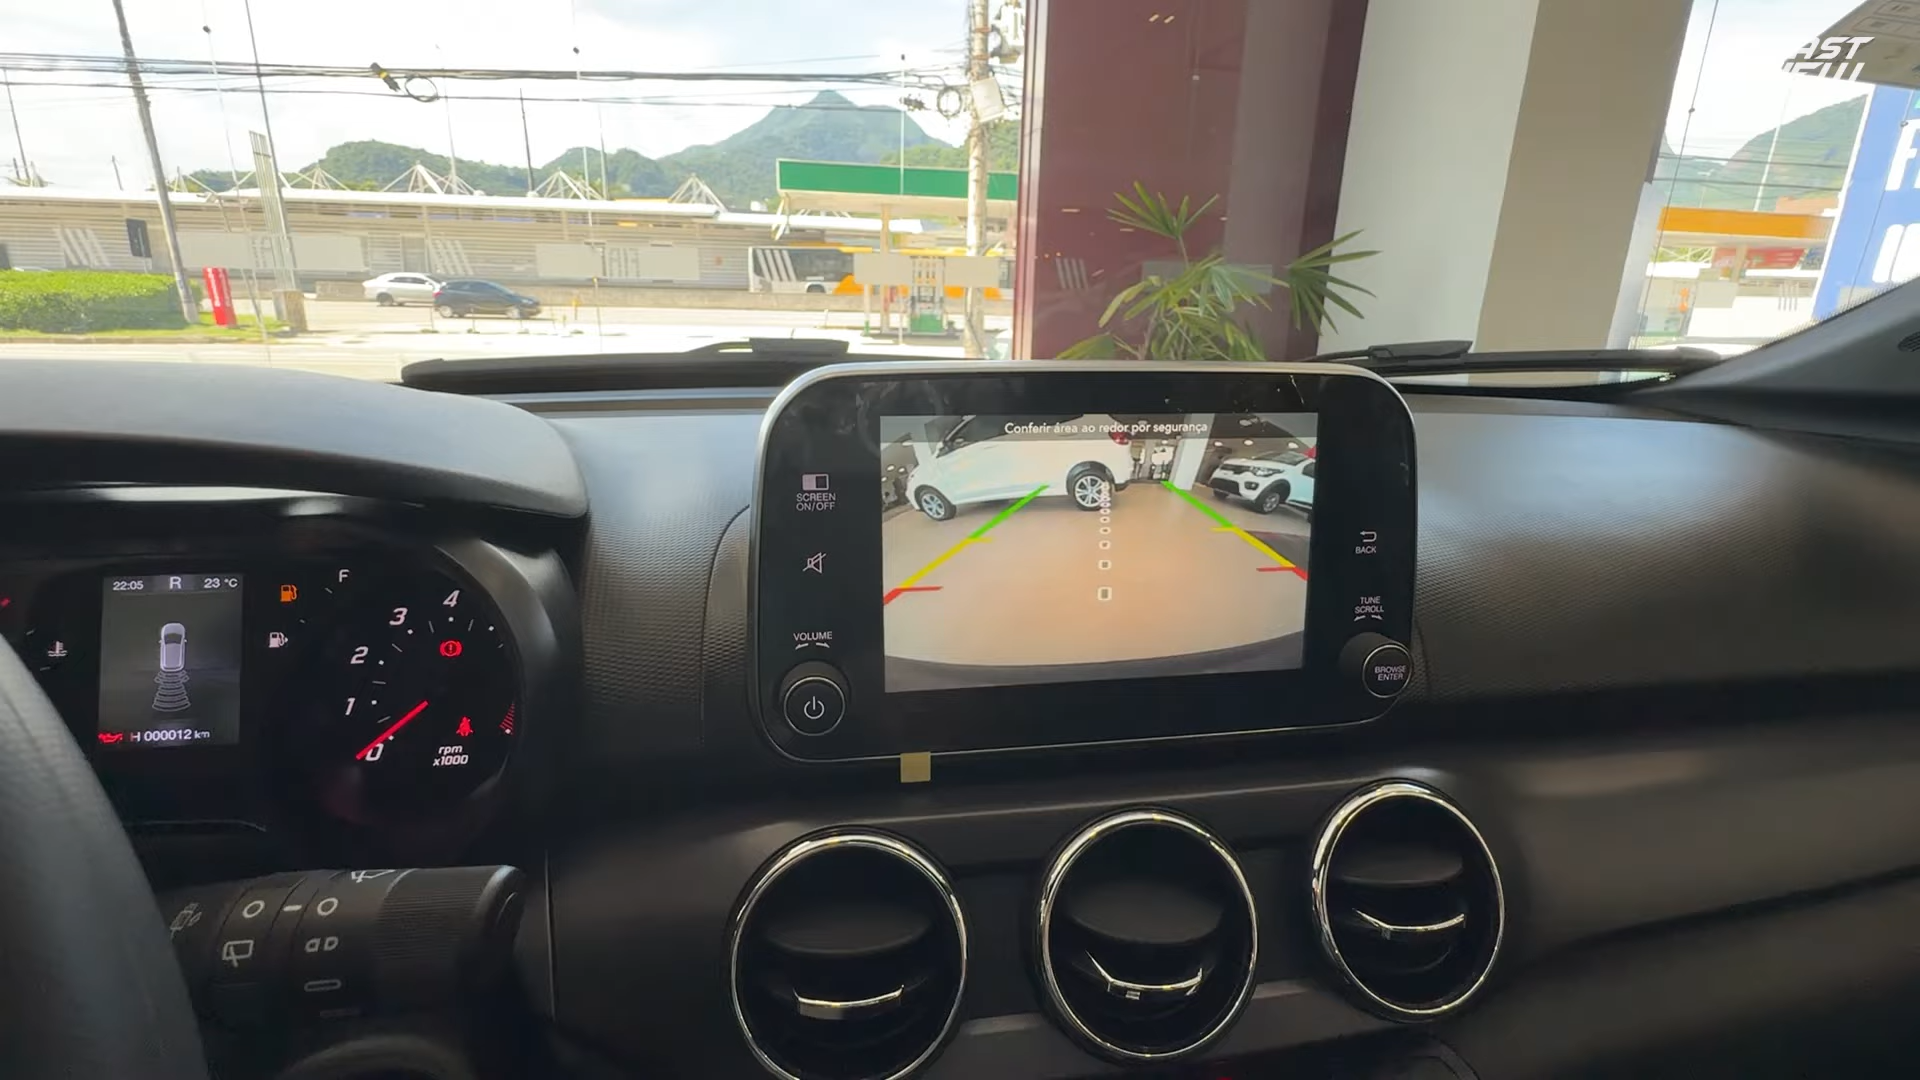 Conferir área ao redor por segurança
SCREEN
ON/OFF
VOLUME
BACK
TUNE
SCROLL
BROWSE
ENTER
22:05 R 23 °C
H 000012 km
F
4
3
2
1
0
rpm
x1000
FIAT